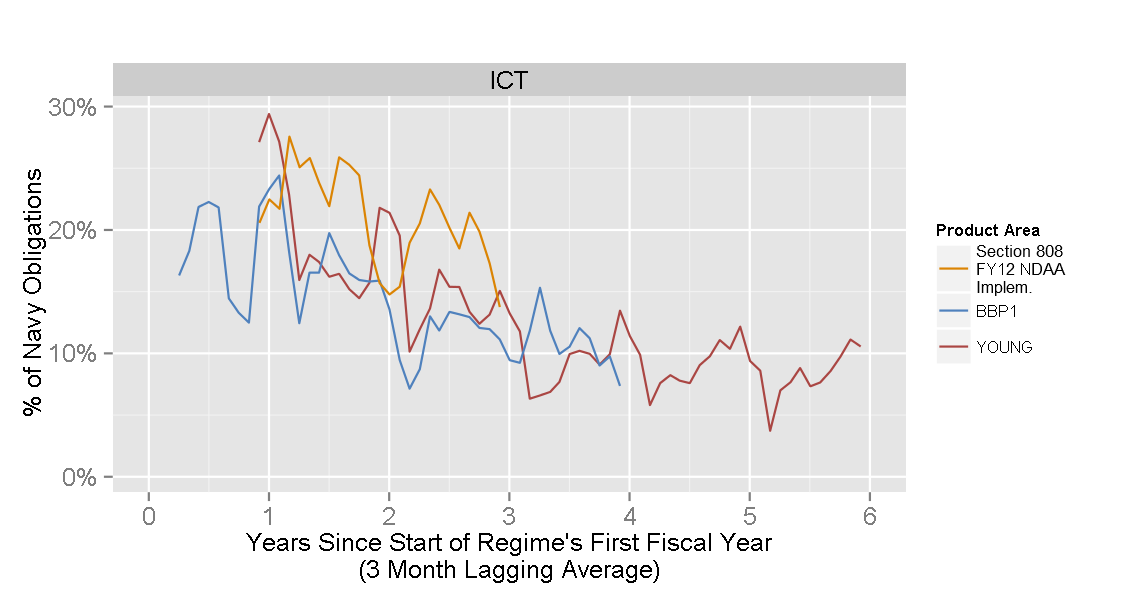 ICT
30%
20%
10%
0%
% of Navy Obligations
0 1 2 3 4 5 6
Years Since Start of Regime's First Fiscal Year
(3 Month Lagging Average)
Product Area
Section 808
FY12 NDAA
Implem.
BBP1
YOUNG